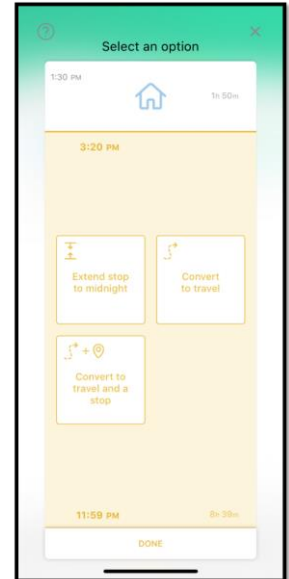 Select an option
1:30 PM
1h 50m
3:20 PM
Extend stop
to midnight
Convert
to travel
Convert to
travel and a
stop
11:59 PM
8h 39m
DONE